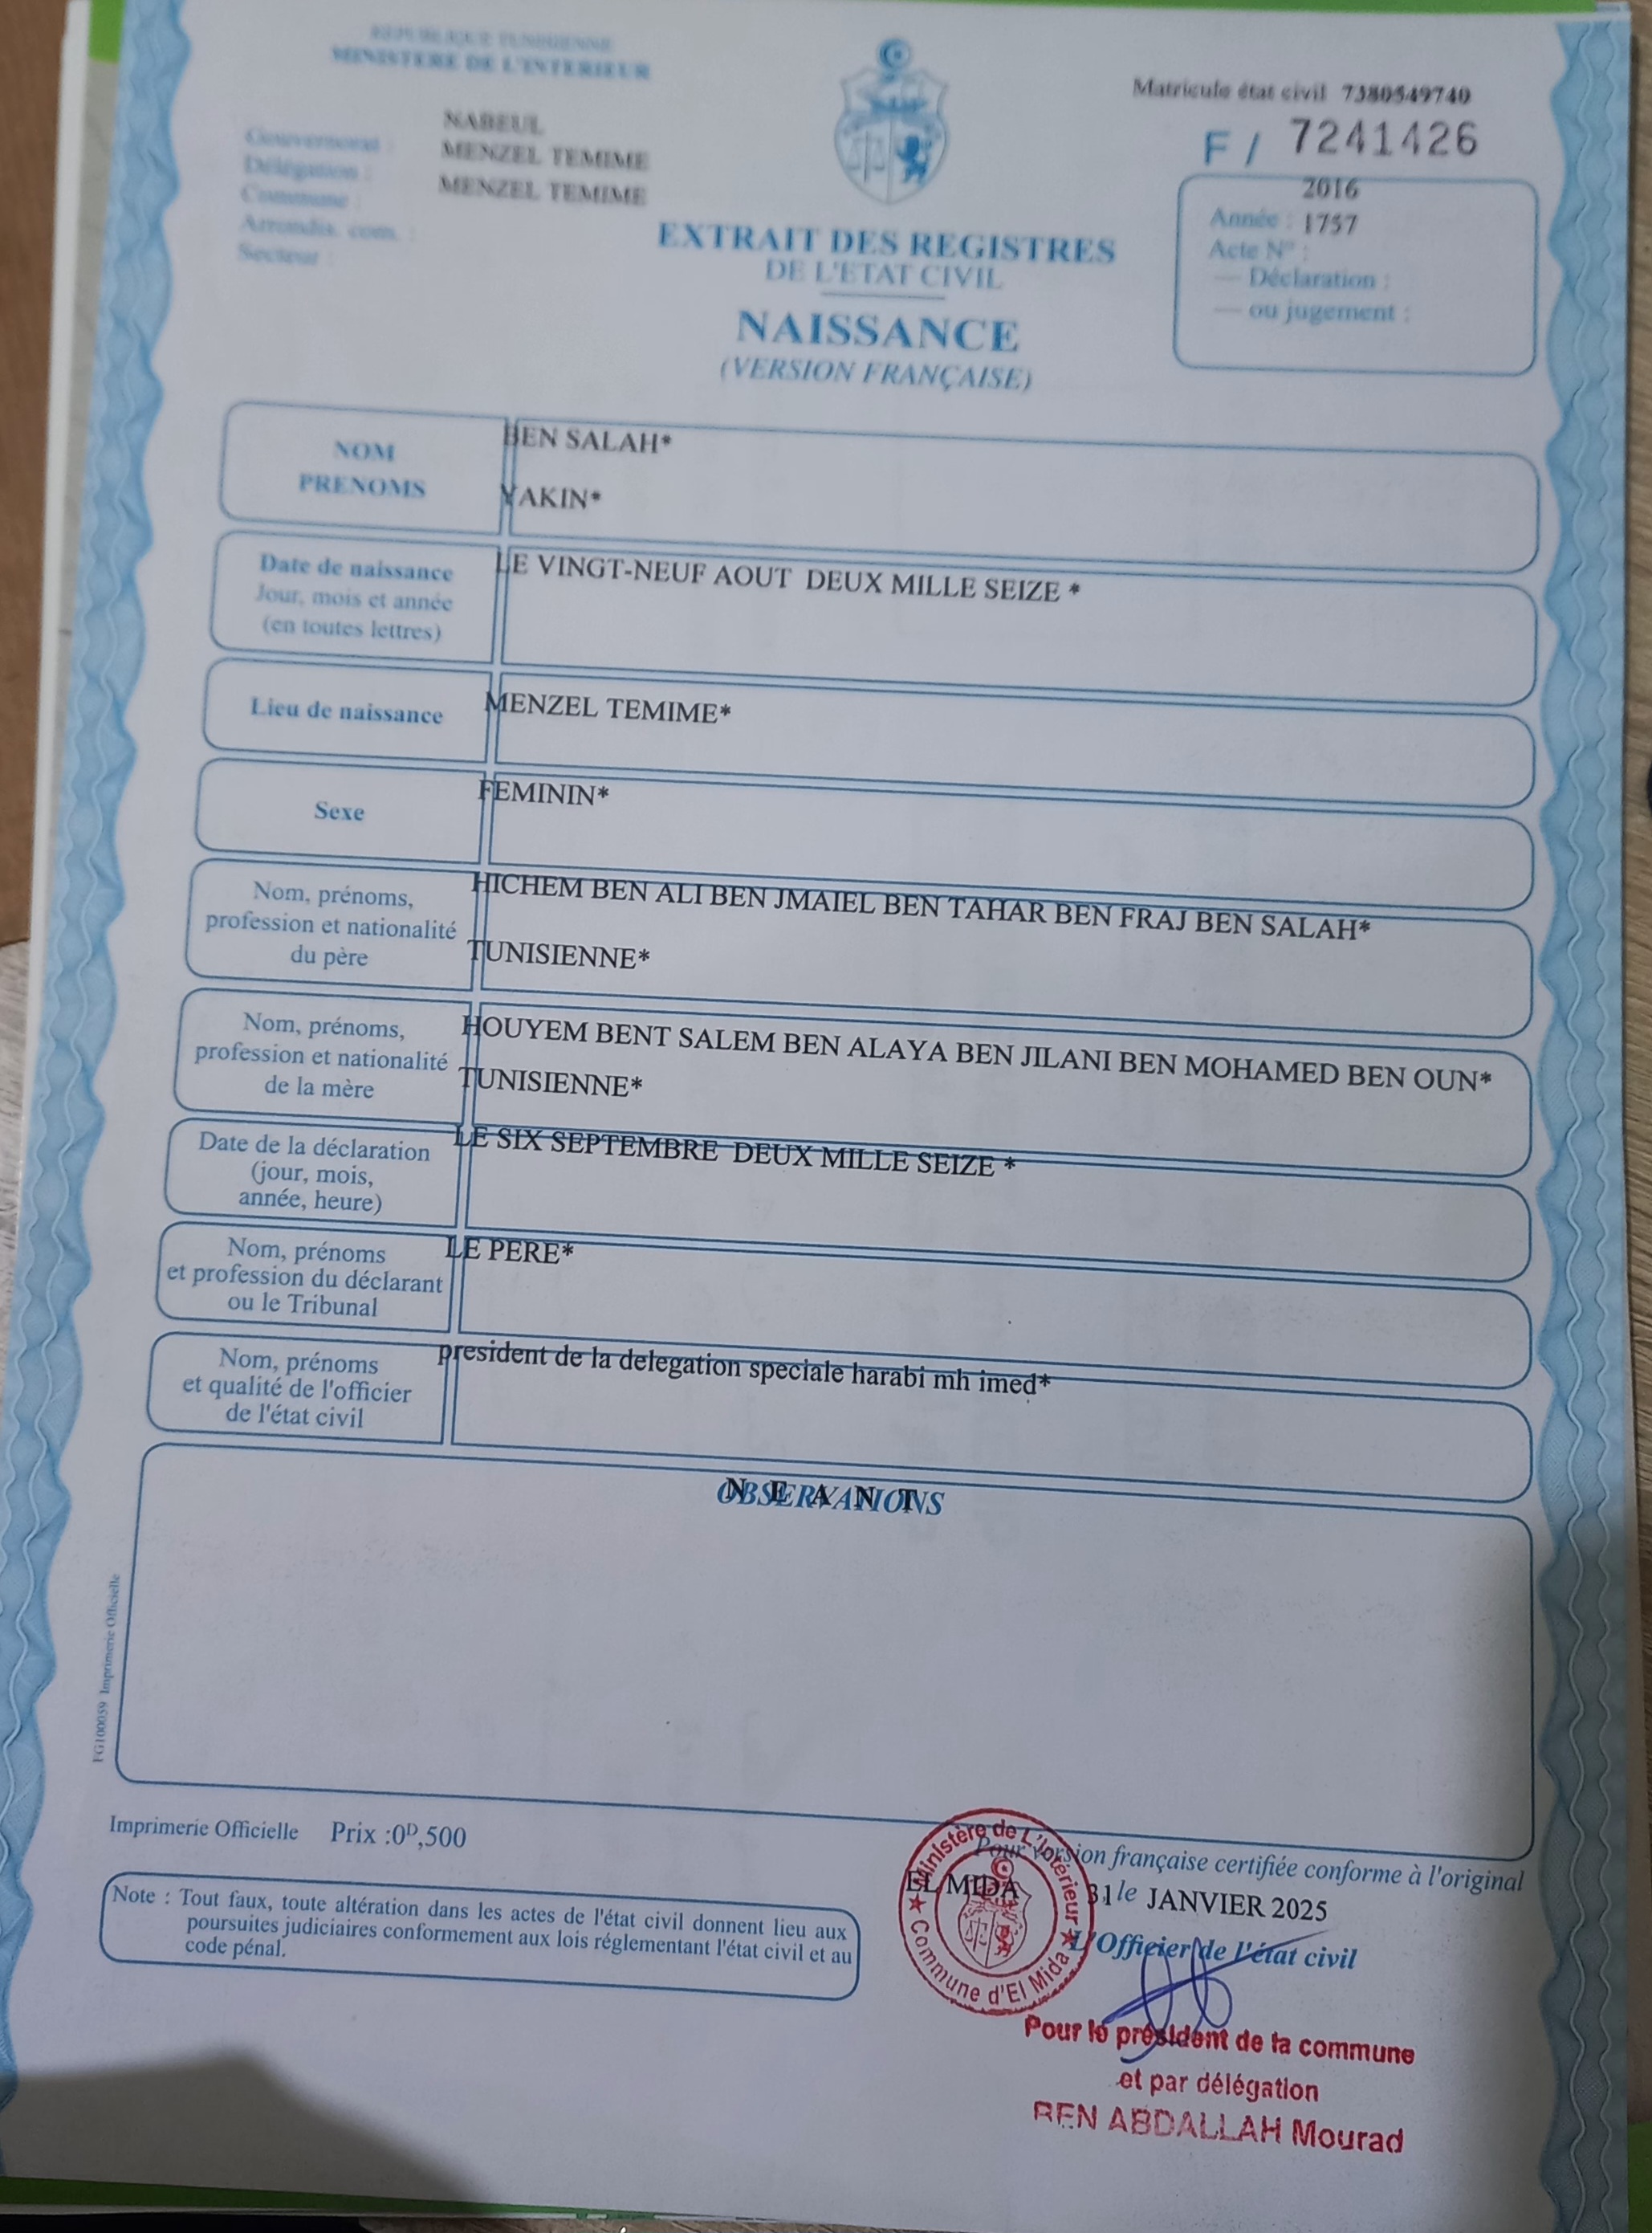 REPUBLIQUE TUNISIENNE
MINISTERE DE L'INTERIEUR
Gouvernorat : NABEUL
Délégation : MENZEL TEMIME
Commune : MENZEL TEMIME
Arrondis. com. :
Secteur :
Matricule état civil 7380549740
F / 7241426
2016
Année : 1757
Acte N° :
— Déclaration :
— ou jugement :
EXTRAIT DES REGISTRES
DE L'ETAT CIVIL
NAISSANCE
(VERSION FRANÇAISE)
NOM BEN SALAH*
PRENOMS YAKIN*
Date de naissance
Jour, mois et année
(en toutes lettres)
LE VINGT-NEUF AOUT DEUX MILLE SEIZE *
Lieu de naissance MENZEL TEMIME*
Sexe FEMININ*
Nom, prénoms,
profession et nationalité
du père
HICHEM BEN ALI BEN JMAIEL BEN TAHAR BEN FRAJ BEN SALAH*
TUNISIENNE*
Nom, prénoms,
profession et nationalité
de la mère
HOUYEM BENT SALEM BEN ALAYA BEN JILANI BEN MOHAMED BEN OUN*
TUNISIENNE*
Date de la déclaration
(jour, mois,
année, heure)
LE SIX SEPTEMBRE DEUX MILLE SEIZE *
Nom, prénoms
et profession du déclarant
ou le Tribunal
LE PERE*
Nom, prénoms
et qualité de l'officier
de l'état civil
president de la delegation speciale harabi mh imed*
OBSERVATIONS
N E A N T
FG100059 Imprimerie Officielle
Imprimerie Officielle Prix :0ᴰ,500
Note : Tout faux, toute altération dans les actes de l'état civil donnent lieu aux
poursuites judiciaires conformement aux lois réglementant l'état civil et au
code pénal.
Pour version française certifiée conforme à l'original
EL MIDA 31 le JANVIER 2025
L'Officier de l'état civil
Ministère de L'Intérieur
Commune d'El Mida
Pour le président de la commune
et par délégation
BEN ABDALLAH Mourad